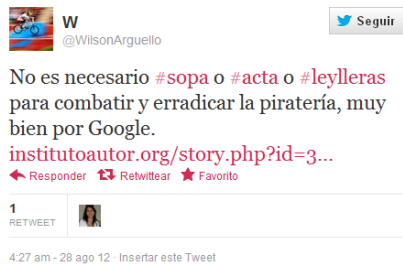 W
@WilsonArguello
Seguir
No es necesario #sopa o #acta o #leylleras
para combatir y erradicar la piratería, muy
bien por Google.
institutoautor.org/story.php?id=3...
Responder Retwittear Favorito
1
RETWEET
4:27 am - 28 ago 12 · Insertar este Tweet